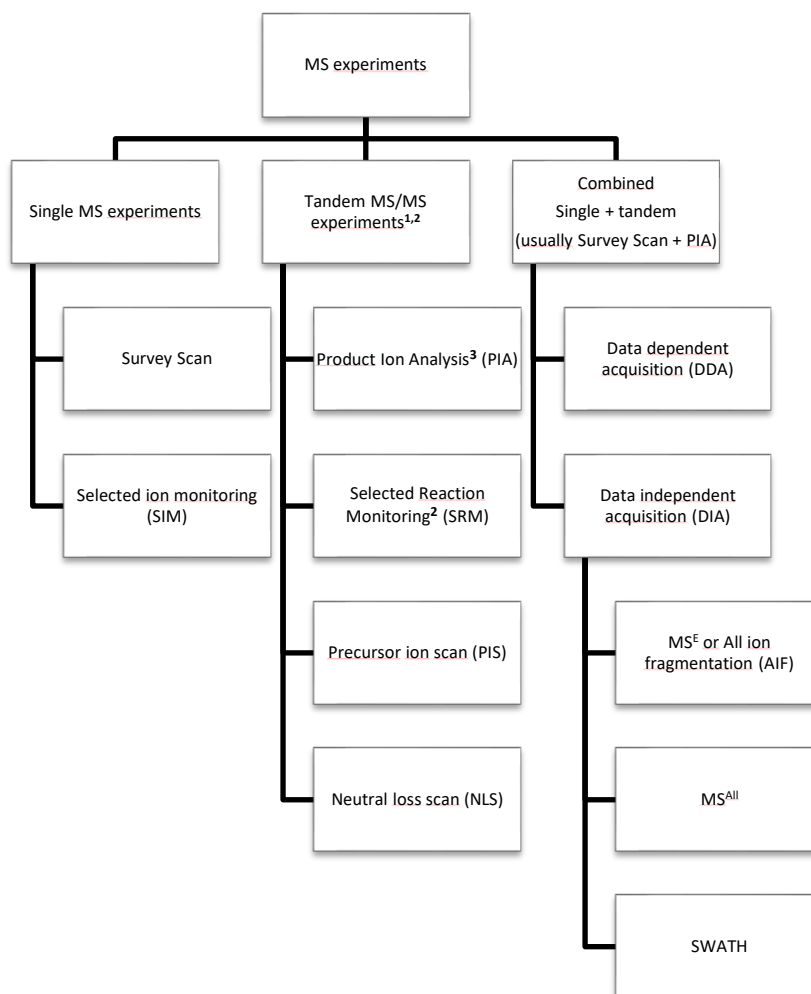 MS experiments
Single MS experiments
Survey Scan
Selected ion monitoring
(SIM)
Tandem MS/MS
experiments¹,²
Product Ion Analysis³ (PIA)
Selected Reaction
Monitoring² (SRM)
Precursor ion scan (PIS)
Neutral loss scan (NLS)
Combined
Single + tandem
(usually Survey Scan + PIA)
Data dependent
acquisition (DDA)
Data independent
acquisition (DIA)
MSᴱ or All ion
fragmentation (AIF)
MSᴬˡˡ
SWATH